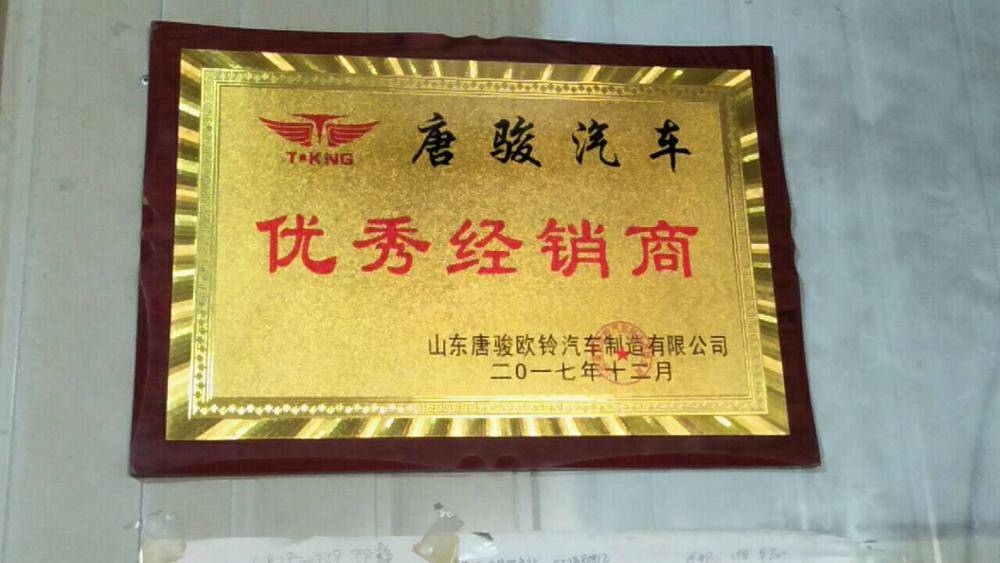 T★KING
唐骏汽车
优秀经销商
山东唐骏欧铃汽车制造有限公司
二0一七年十二月